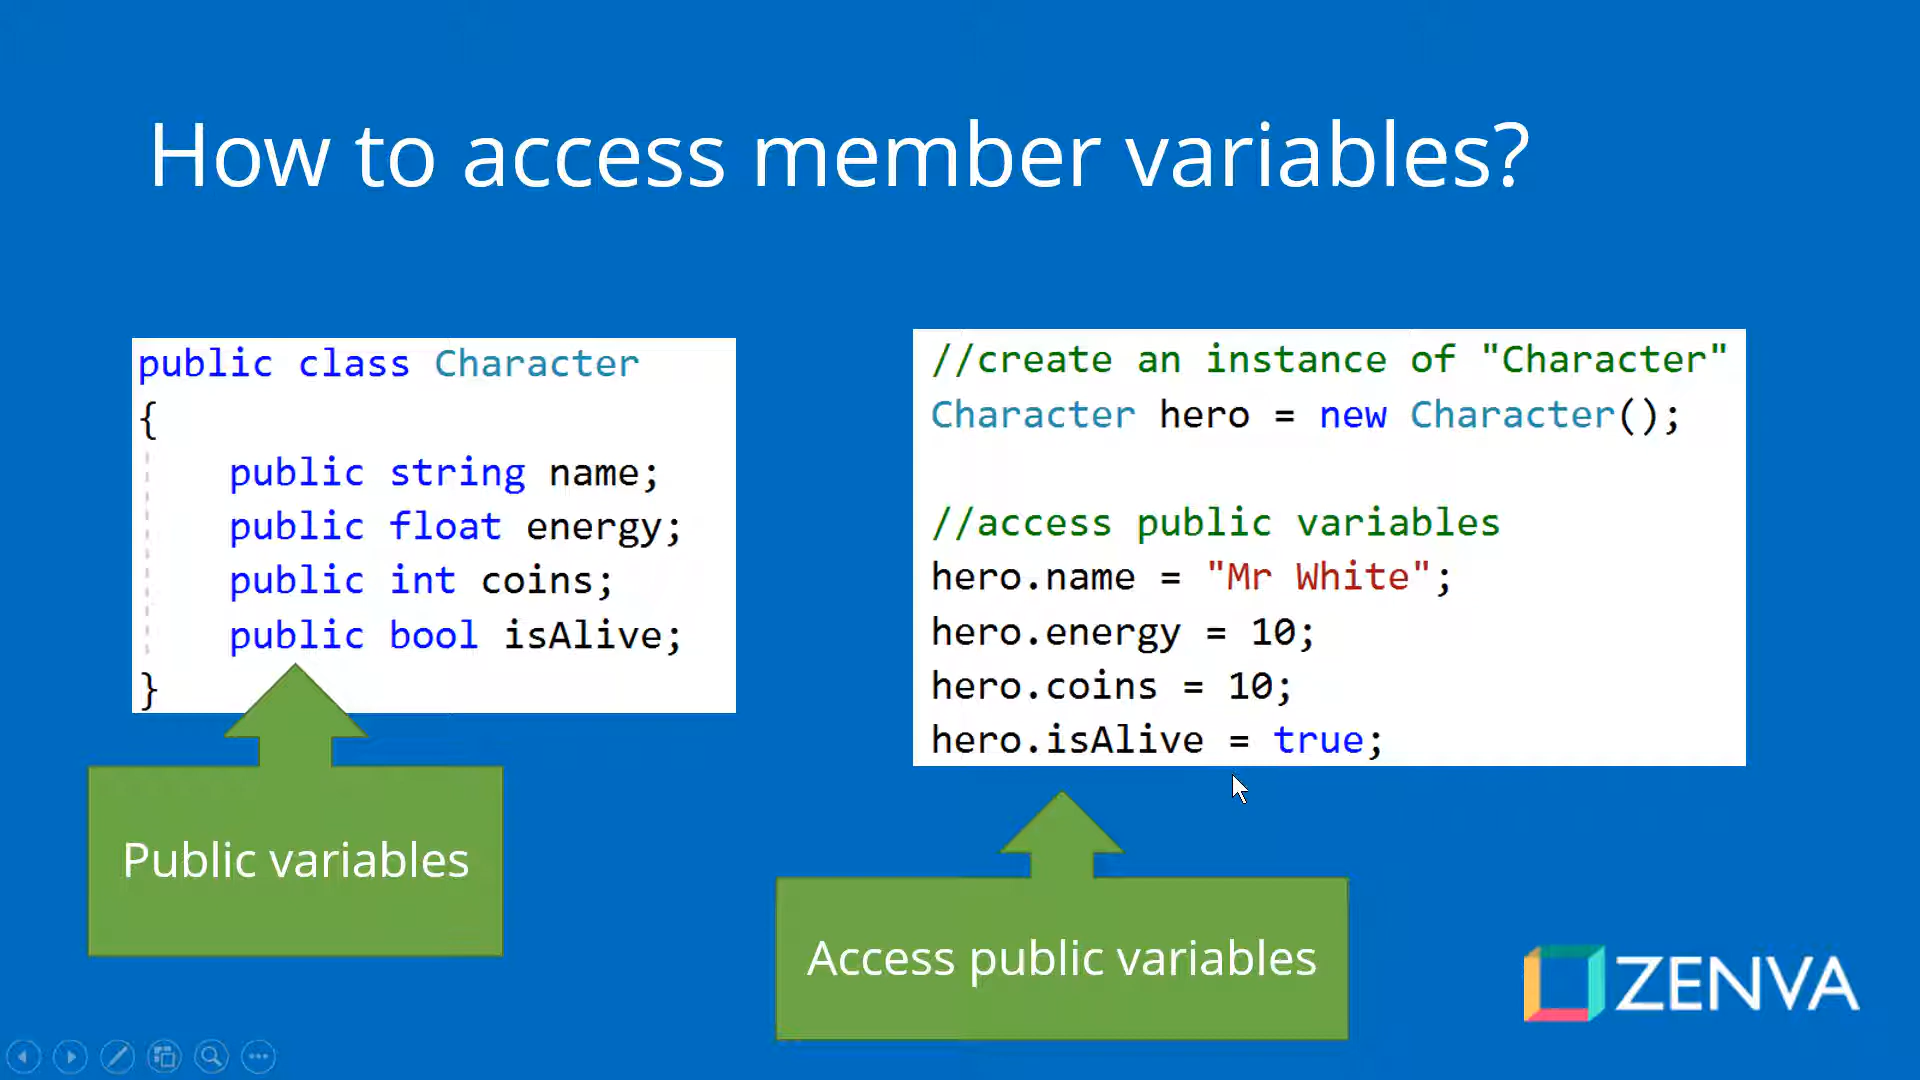 How to access member variables?
public class Character
{
public string name;
public float energy;
public int coins;
public bool isAlive;
}
Public variables
//create an instance of "Character"
Character hero = new Character();
//access public variables
hero.name = "Mr White";
hero.energy = 10;
hero.coins = 10;
hero.isAlive = true;
Access public variables
ZENVA